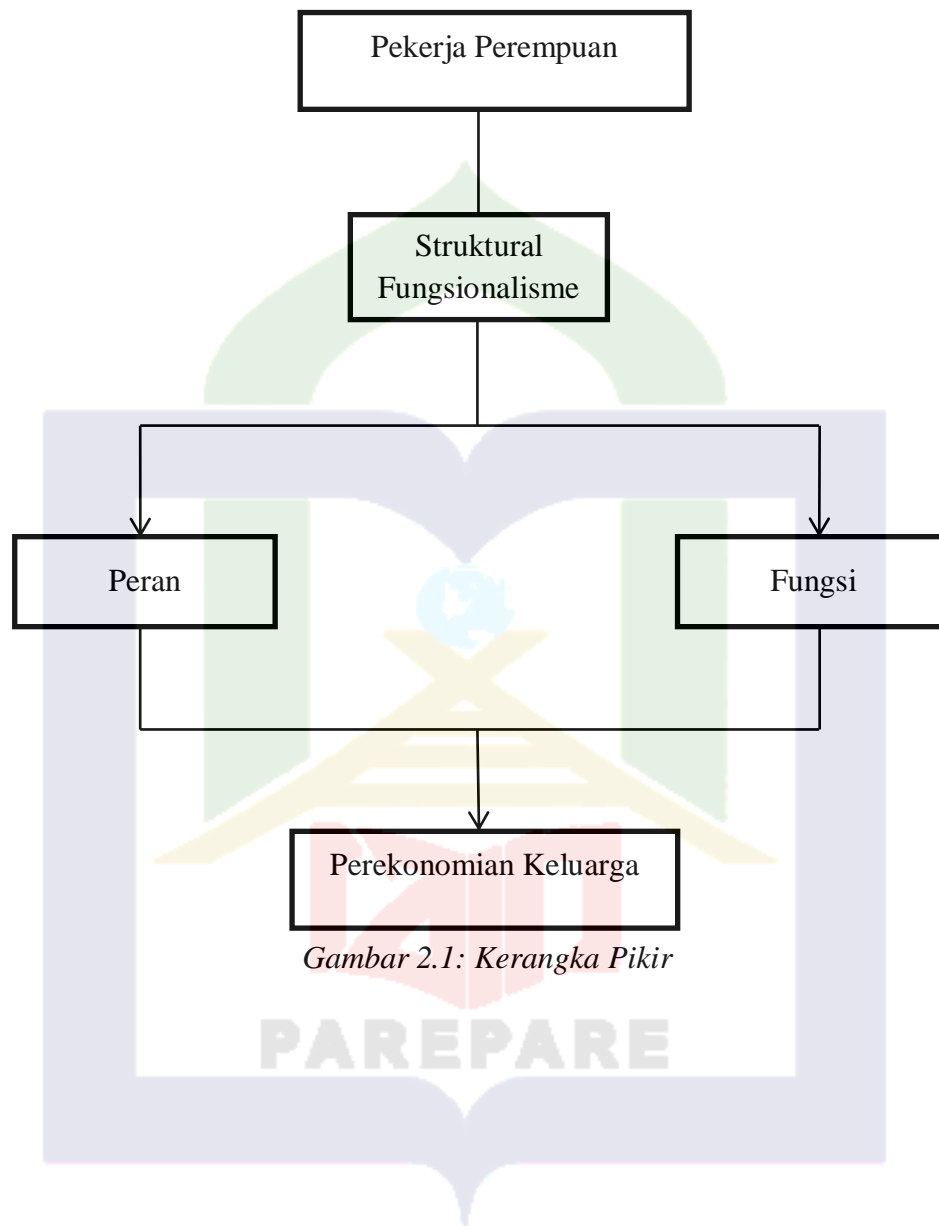 Pekerja Perempuan
Struktural
Fungsionalisme
Peran
Fungsi
Perekonomian Keluarga
Gambar 2.1: Kerangka Pikir
PAREPARE